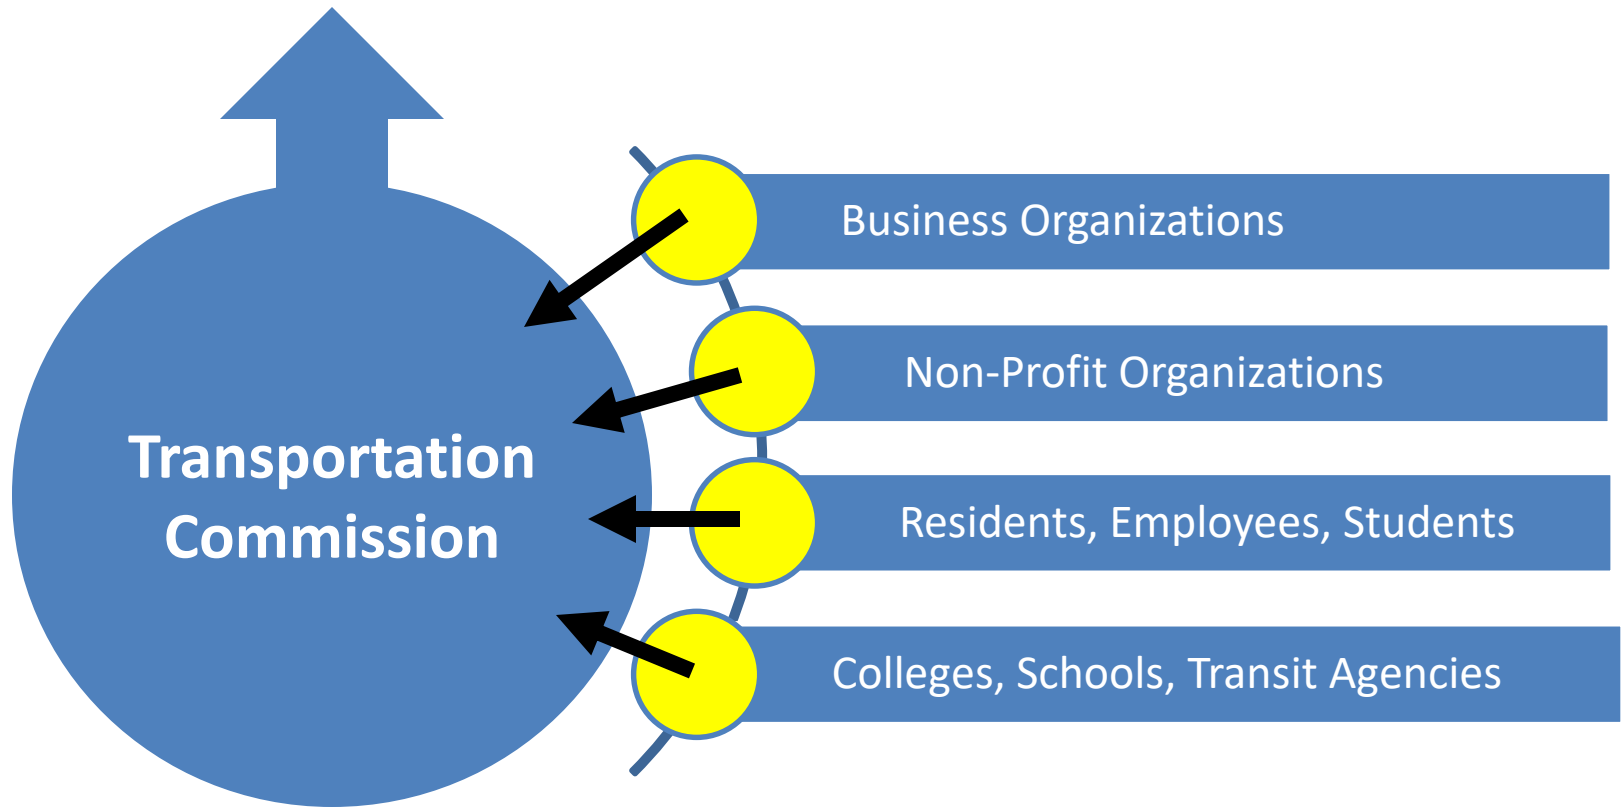 Business Organizations
Non-Profit Organizations
Transportation
Commission
Residents, Employees, Students
Colleges, Schools, Transit Agencies